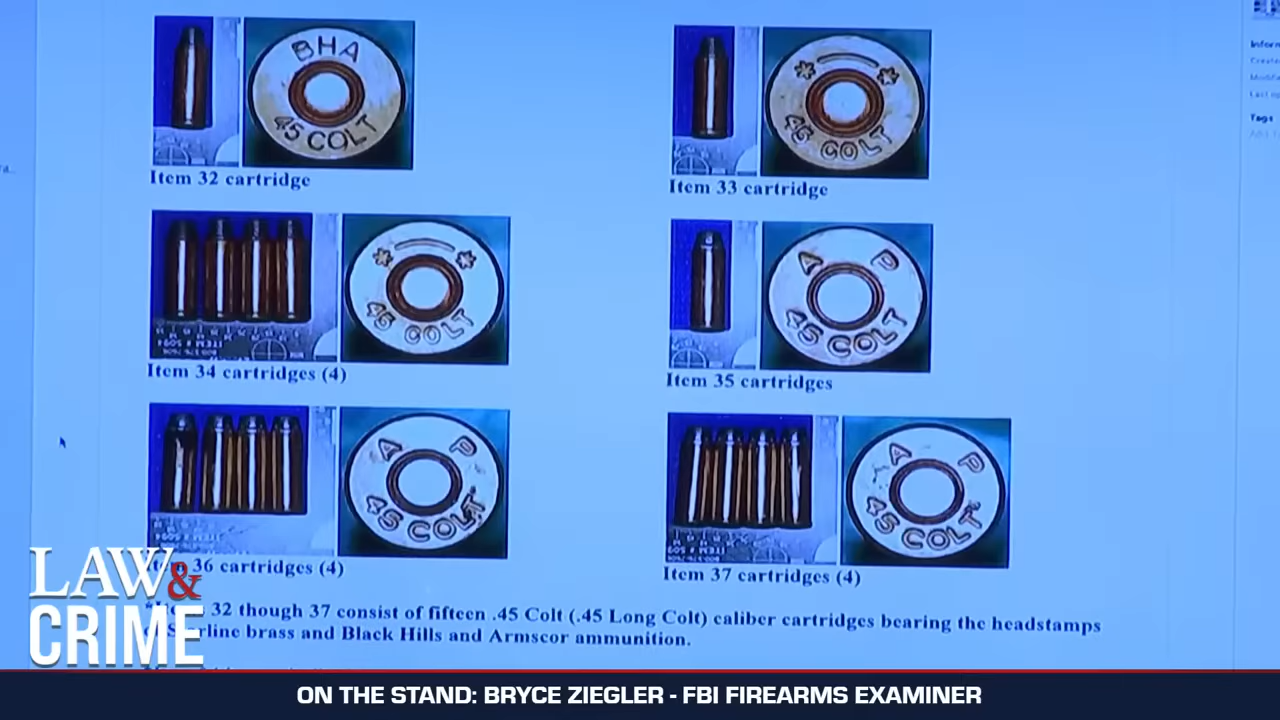 BHA
45 COLT
Item 32 cartridge
45 COLT
Item 33 cartridge
45 COLT
Item 34 cartridges (4)
A P
45 COLT
Item 35 cartridges
A P
45 COLT
36 cartridges (4)
A P
45 COLT
Item 37 cartridges (4)
32 though 37 consist of fifteen .45 Colt (.45 Long Colt) caliber cartridges bearing the headstamps
brass and Black Hills and Armscor ammunition.
Tags
LAW&
CRIME
ON THE STAND: BRYCE ZIEGLER - FBI FIREARMS EXAMINER